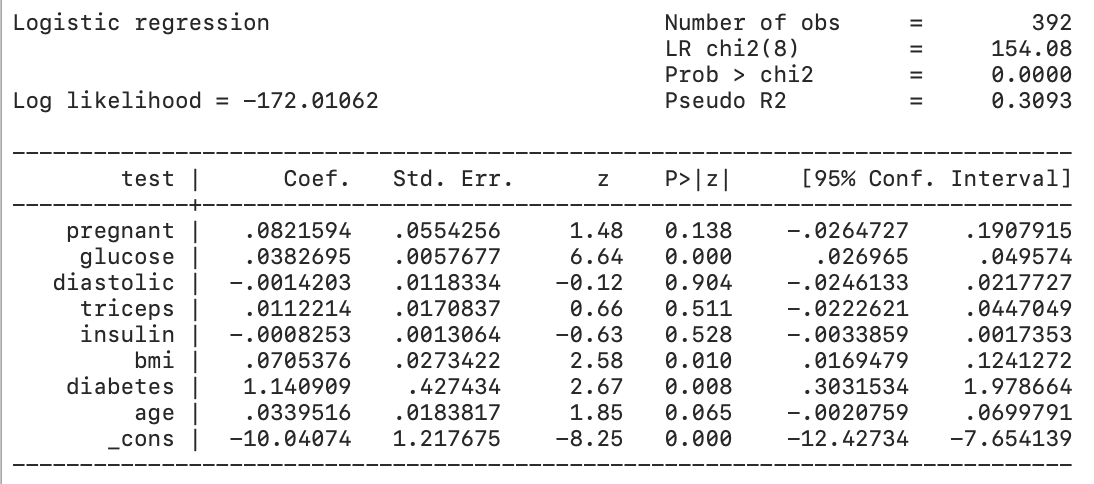 Logistic regression                             Number of obs     =        392
                                                LR chi2(8)        =     154.08
                                                Prob > chi2       =     0.0000
Log likelihood = -172.01062                     Pseudo R2         =     0.3093

------------------------------------------------------------------------------
        test |      Coef.   Std. Err.      z    P>|z|     [95% Conf. Interval]
-------------+----------------------------------------------------------------
    pregnant |   .0821594   .0554256     1.48   0.138    -.0264727    .1907915
     glucose |   .0382695   .0057677     6.64   0.000      .026965     .049574
   diastolic |  -.0014203   .0118334    -0.12   0.904    -.0246133    .0217727
     triceps |   .0112214   .0170837     0.66   0.511    -.0222621    .0447049
     insulin |  -.0008253   .0013064    -0.63   0.528    -.0033859    .0017353
         bmi |   .0705376   .0273422     2.58   0.010     .0169479    .1241272
    diabetes |   1.140909    .427434     2.67   0.008     .3031534    1.978664
         age |   .0339516   .0183817     1.85   0.065    -.0020759    .0699791
       _cons |  -10.04074   1.217675    -8.25   0.000    -12.42734   -7.654139
------------------------------------------------------------------------------